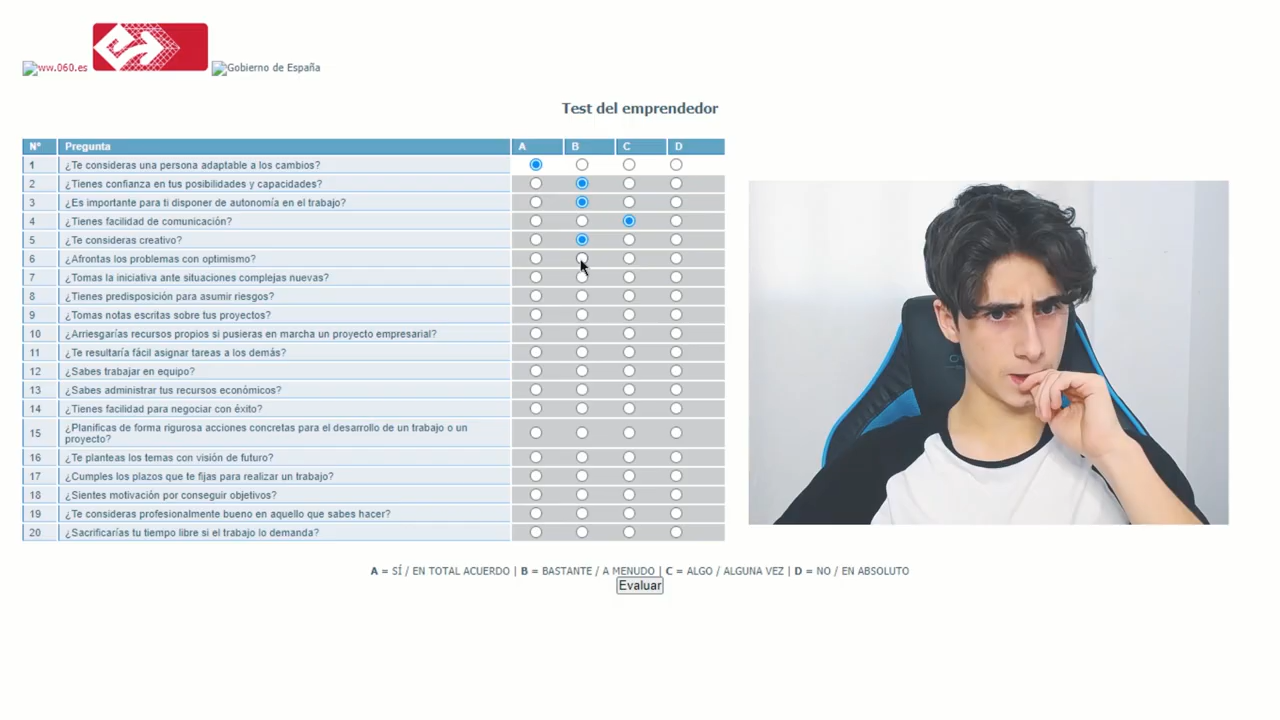 ww.060.es
Gobierno de España
Test del emprendedor
Nº Pregunta A B C D
1 ¿Te consideras una persona adaptable a los cambios?
2 ¿Tienes confianza en tus posibilidades y capacidades?
3 ¿Es importante para ti disponer de autonomía en el trabajo?
4 ¿Tienes facilidad de comunicación?
5 ¿Te consideras creativo?
6 ¿Afrontas los problemas con optimismo?
7 ¿Tomas la iniciativa ante situaciones complejas nuevas?
8 ¿Tienes predisposición para asumir riesgos?
9 ¿Tomas notas escritas sobre tus proyectos?
10 ¿Arriesgarías recursos propios si pusieras en marcha un proyecto empresarial?
11 ¿Te resultaría fácil asignar tareas a los demás?
12 ¿Sabes trabajar en equipo?
13 ¿Sabes administrar tus recursos económicos?
14 ¿Tienes facilidad para negociar con éxito?
15 ¿Planificas de forma rigurosa acciones concretas para el desarrollo de un trabajo o un
proyecto?
16 ¿Te planteas los temas con visión de futuro?
17 ¿Cumples los plazos que te fijas para realizar un trabajo?
18 ¿Sientes motivación por conseguir objetivos?
19 ¿Te consideras profesionalmente bueno en aquello que sabes hacer?
20 ¿Sacrificarías tu tiempo libre si el trabajo lo demanda?
A = SÍ / EN TOTAL ACUERDO | B = BASTANTE / A MENUDO | C = ALGO / ALGUNA VEZ | D = NO / EN ABSOLUTO
Evaluar